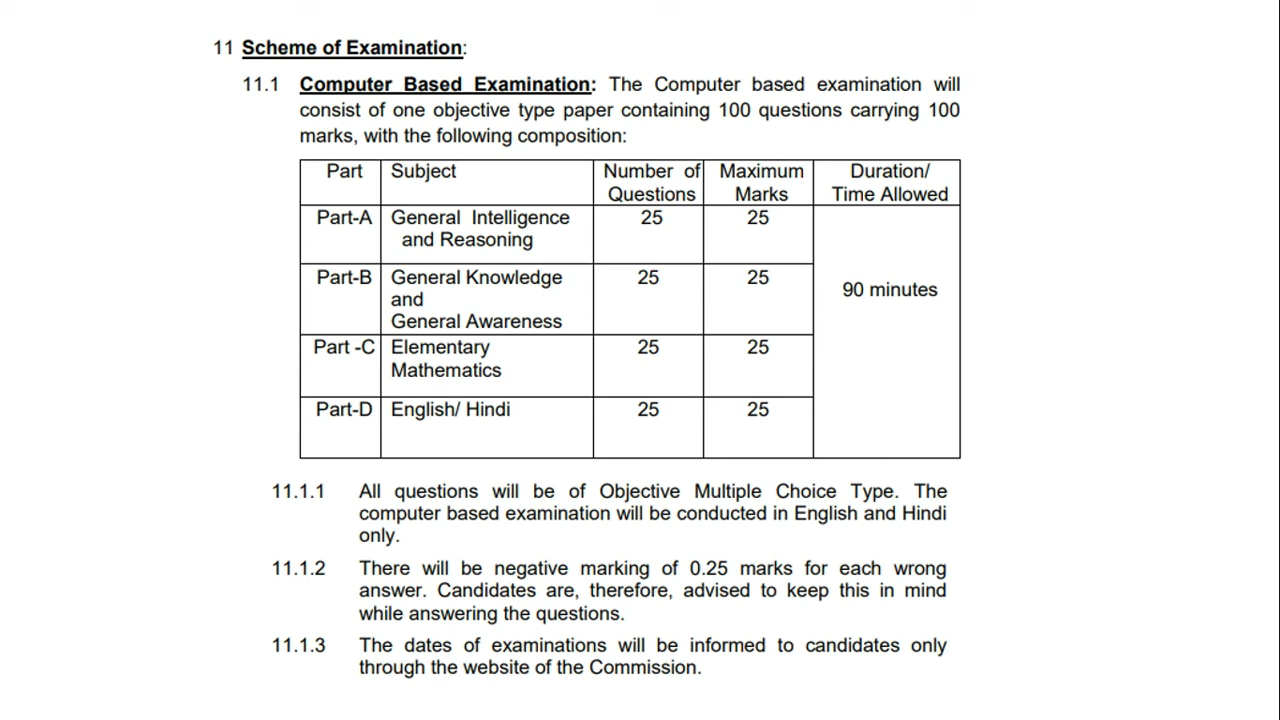 11 Scheme of Examination:
11.1 Computer Based Examination: The Computer based examination will
consist of one objective type paper containing 100 questions carrying 100
marks, with the following composition:
Part Subject Number of Questions Maximum Marks Duration/ Time Allowed
Part-A General Intelligence and Reasoning 25 25
Part-B General Knowledge and General Awareness 25 25 90 minutes
Part -C Elementary Mathematics 25 25
Part-D English/ Hindi 25 25
11.1.1 All questions will be of Objective Multiple Choice Type. The
computer based examination will be conducted in English and Hindi
only.
11.1.2 There will be negative marking of 0.25 marks for each wrong
answer. Candidates are, therefore, advised to keep this in mind
while answering the questions.
11.1.3 The dates of examinations will be informed to candidates only
through the website of the Commission.